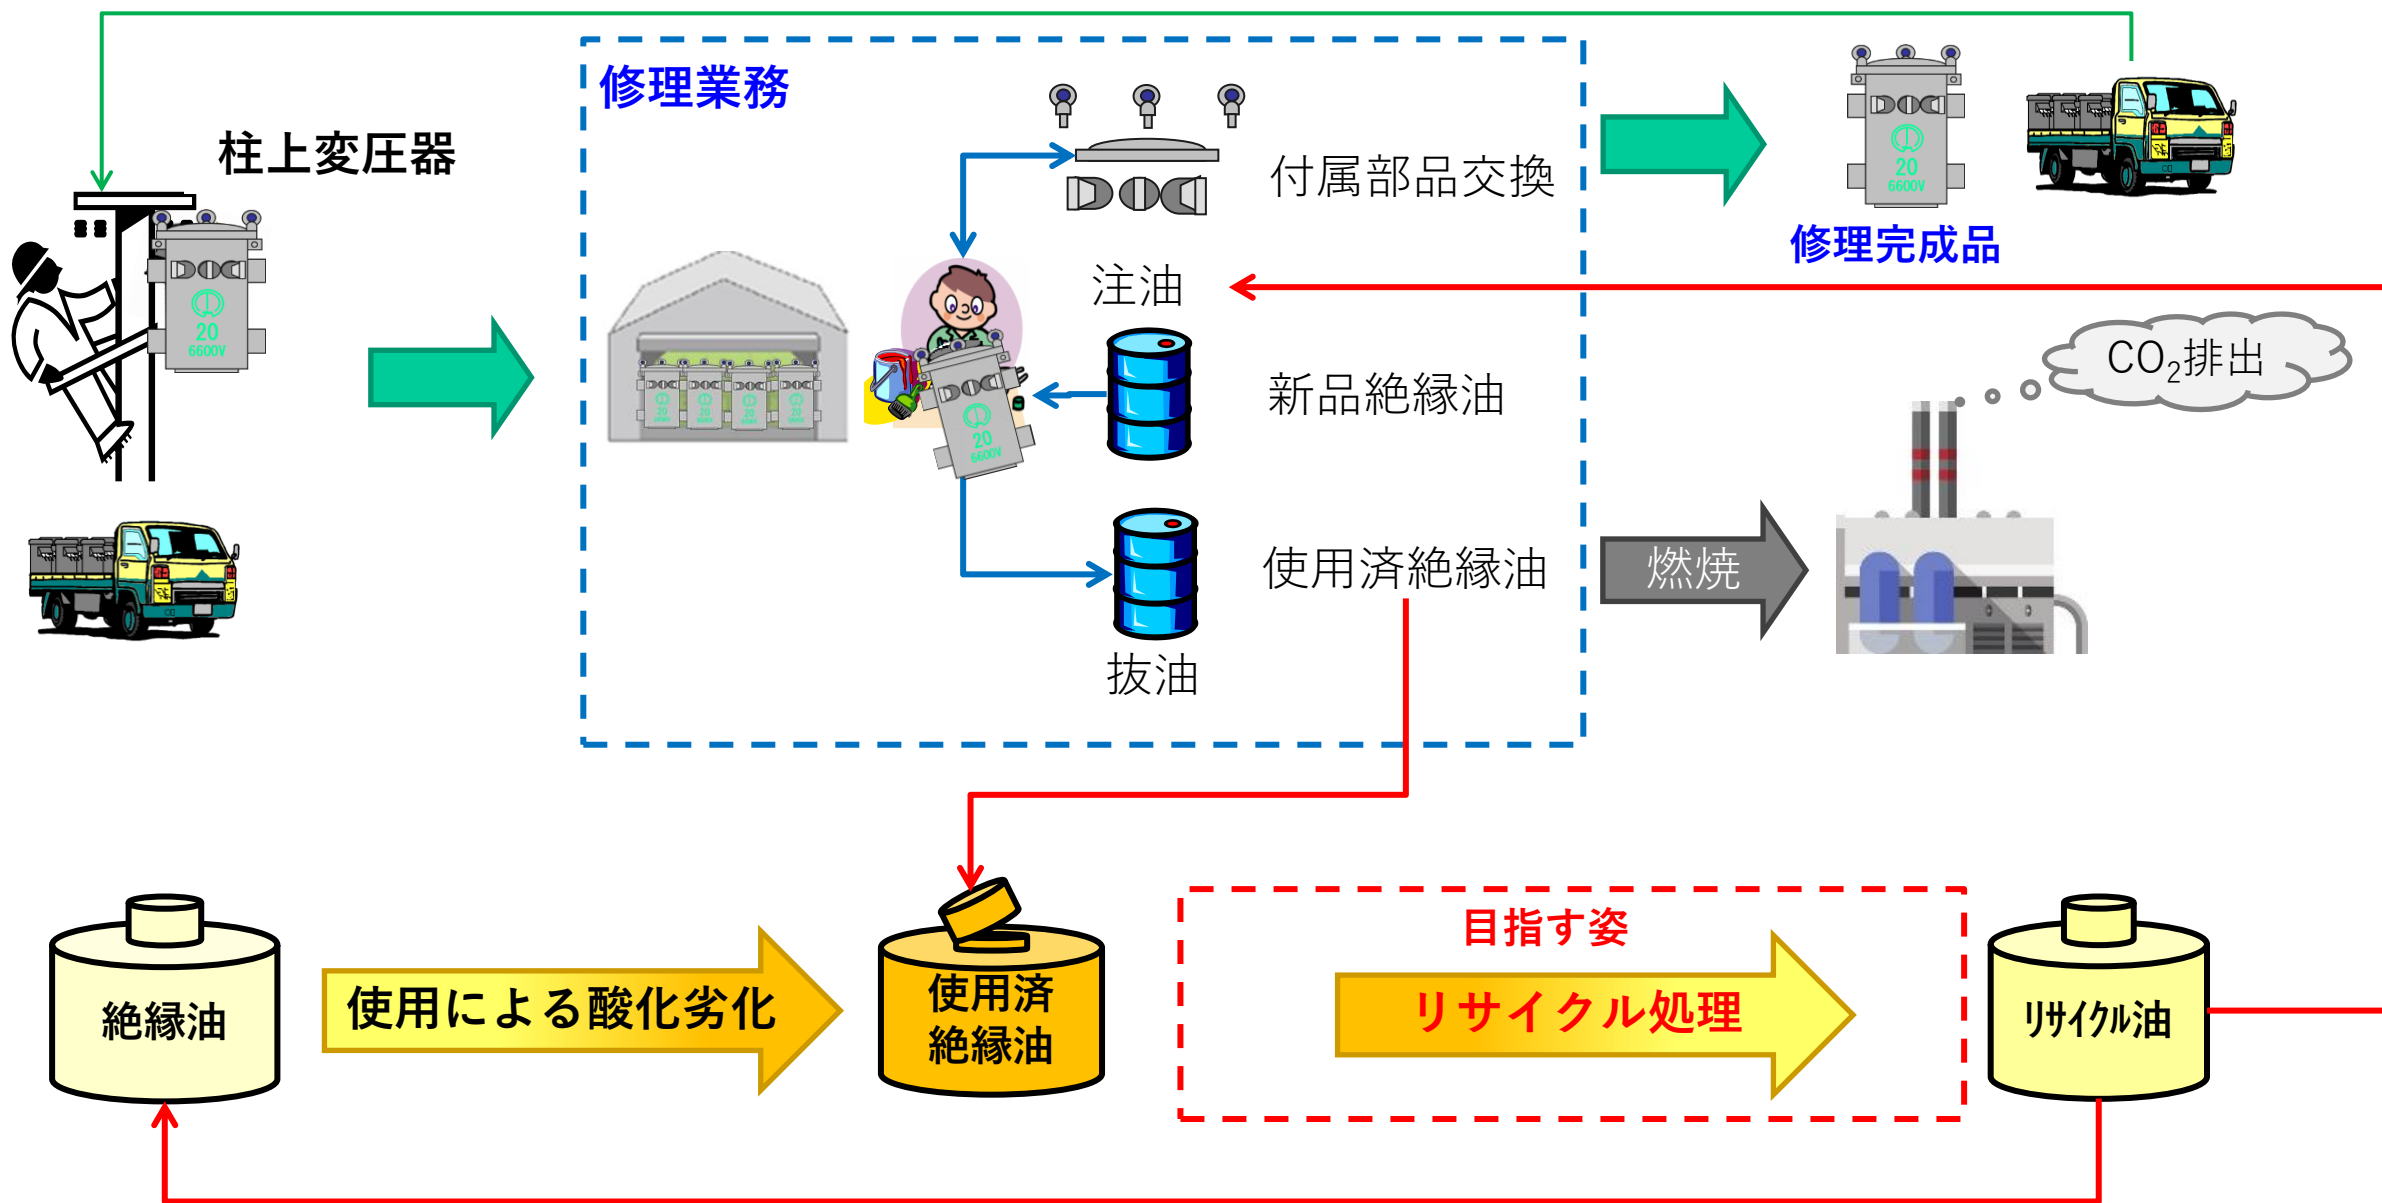 修理業務
柱上変圧器
付属部品交換
20
6600V
修理完成品
注油
20
6600V
CO₂排出
新品絶縁油
20
6600V
使用済絶縁油
燃焼
抜油
目指す姿
絶縁油
使用による酸化劣化
使用済
絶縁油
リサイクル処理
ﾘｻｲｸﾙ油